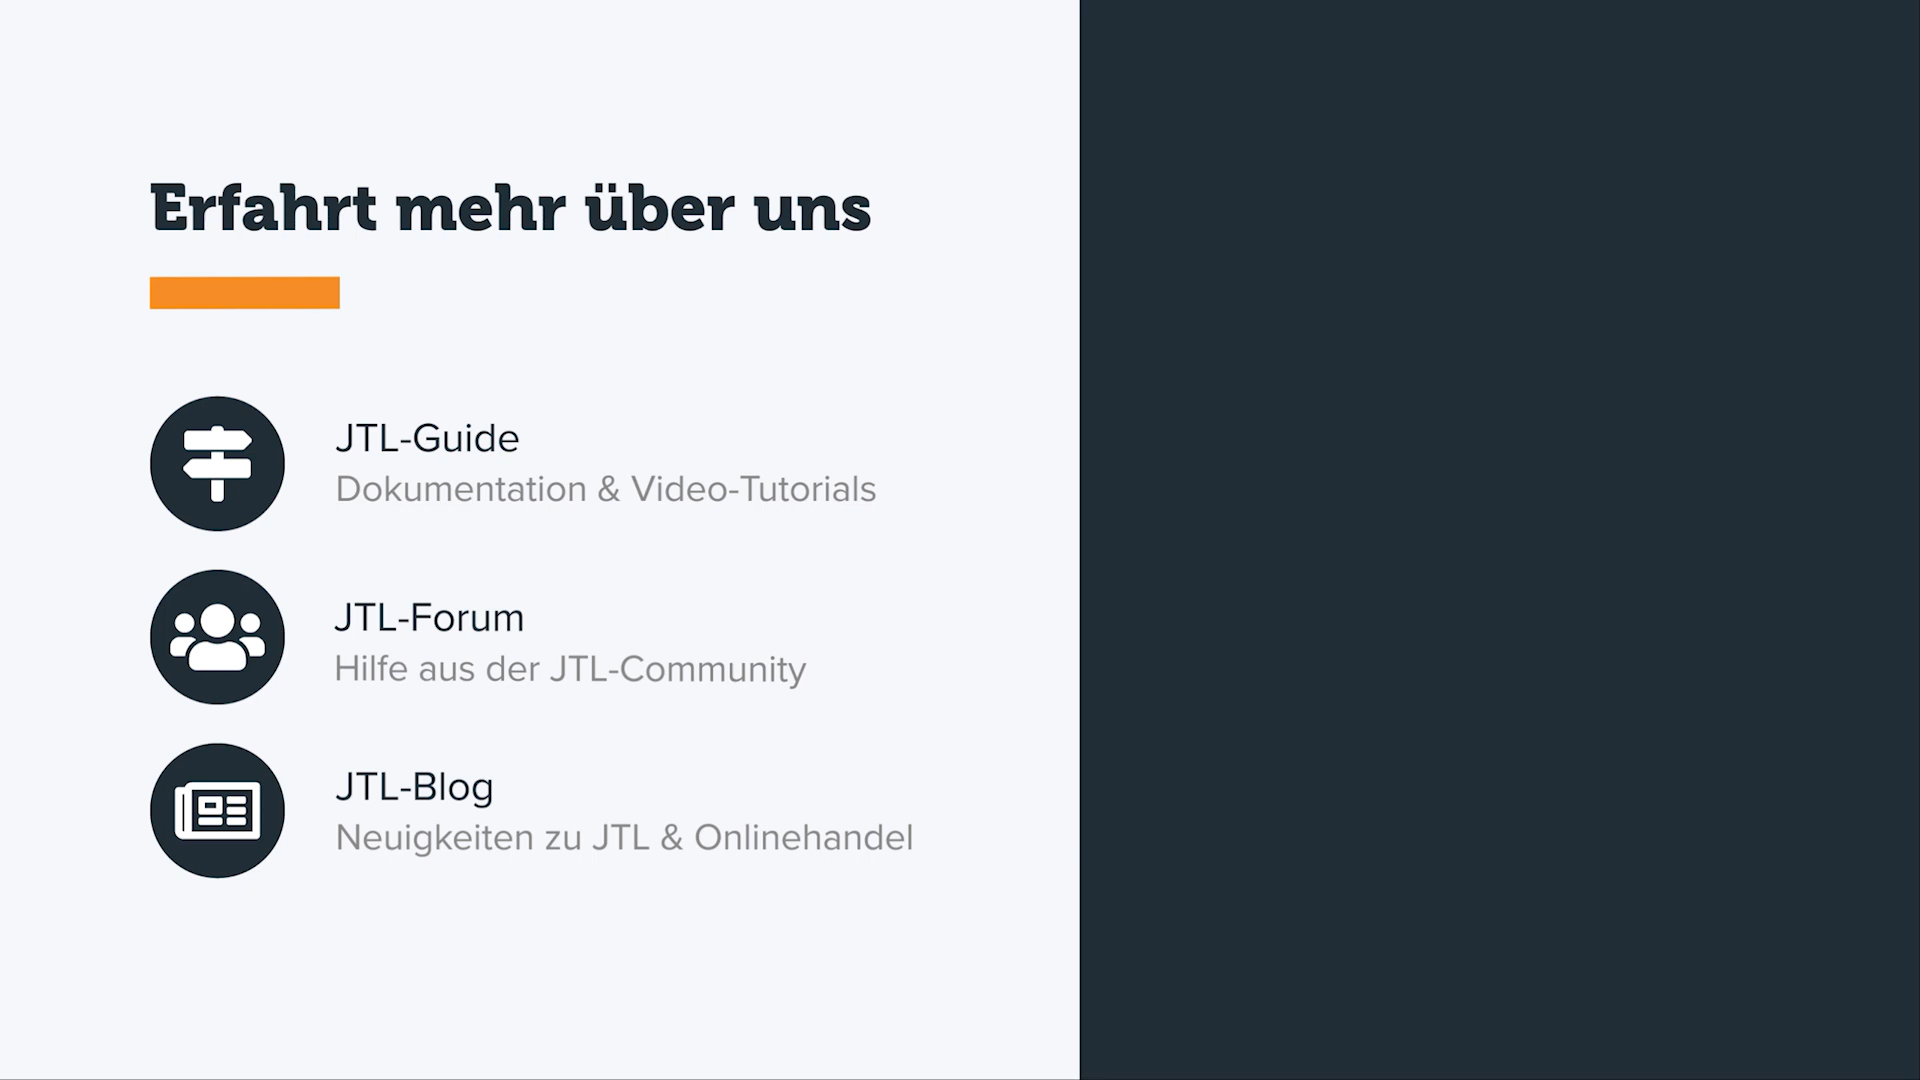 Erfahrt mehr über uns
JTL-Guide
Dokumentation & Video-Tutorials
JTL-Forum
Hilfe aus der JTL-Community
JTL-Blog
Neuigkeiten zu JTL & Onlinehandel